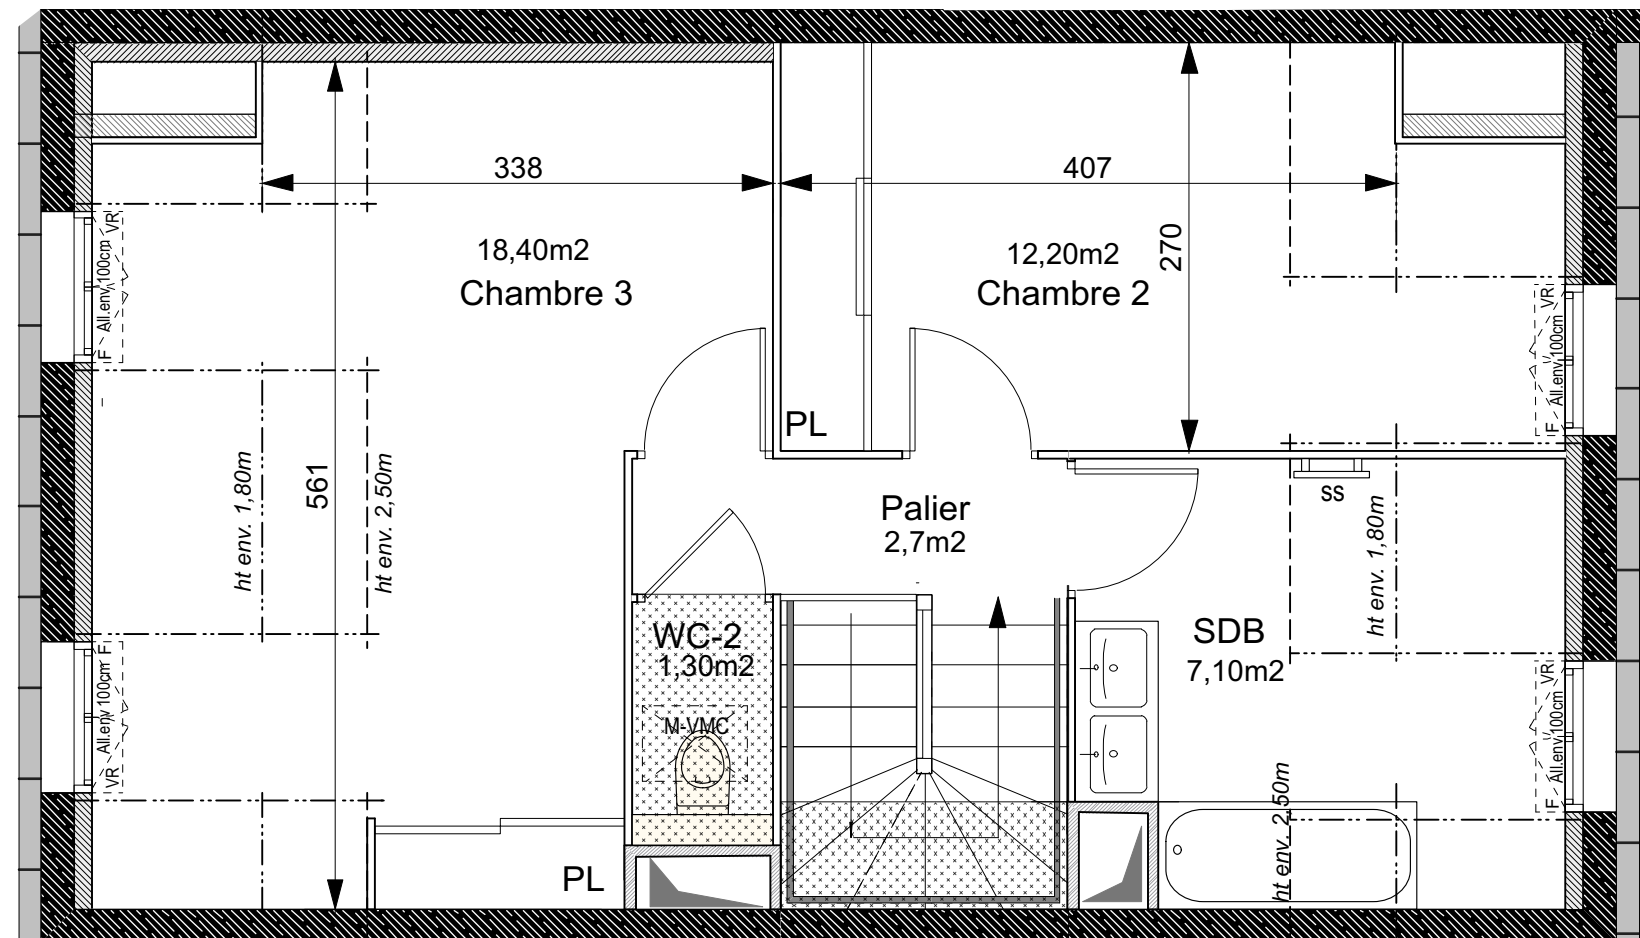 338
407
18,40m2
Chambre 3
12,20m2
Chambre 2
270
VR
All.env.100cm
F
VR
All.env.100cm
F
PL
561
ht env. 1,80m
ht env. 2,50m
Palier
2,7m2
SS
ht env. 1,80m
WC-2
1,30m2
SDB
7,10m2
M-VMC
F
All.env.100cm
VR
VR
All.env.100cm
F
ht env. 2,50m
PL